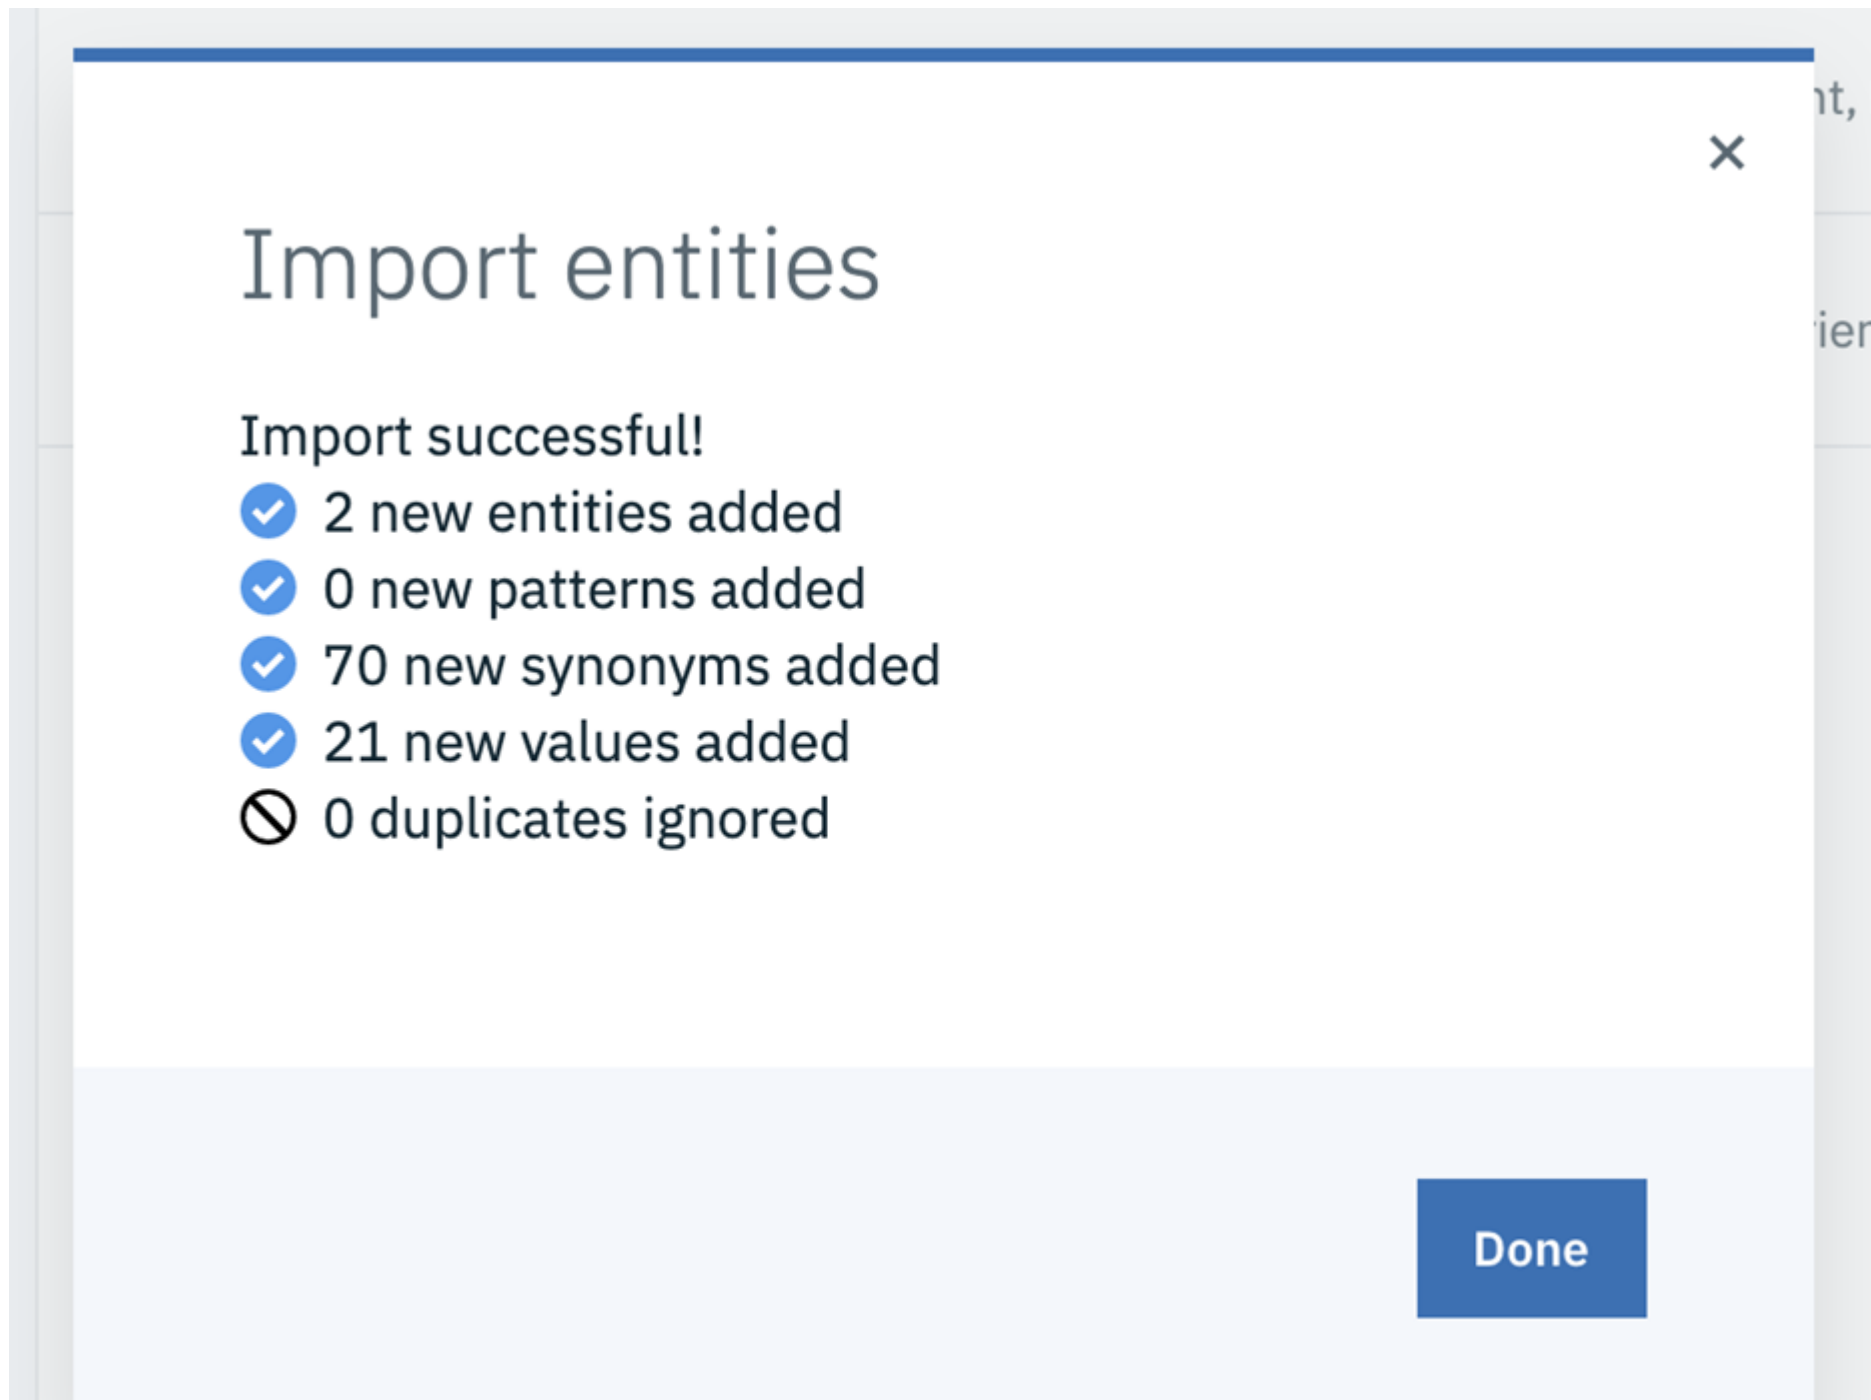 Import entities
Import successful!
2 new entities added
0 new patterns added
70 new synonyms added
21 new values added
0 duplicates ignored
Done